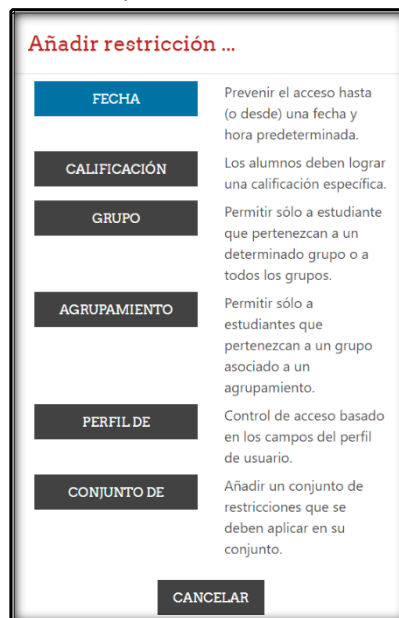 Añadir restricción ...
FECHA
Prevenir el acceso hasta
(o desde) una fecha y
hora predeterminada.
CALIFICACIÓN
Los alumnos deben lograr
una calificación específica.
GRUPO
Permitir sólo a estudiante
que pertenezcan a un
determinado grupo o a
todos los grupos.
AGRUPAMIENTO
Permitir sólo a
estudiantes que
pertenezcan a un grupo
asociado a un
agrupamiento.
PERFIL DE
Control de acceso basado
en los campos del perfil
de usuario.
CONJUNTO DE
Añadir un conjunto de
restricciones que se
deben aplicar en su
conjunto.
CANCELAR